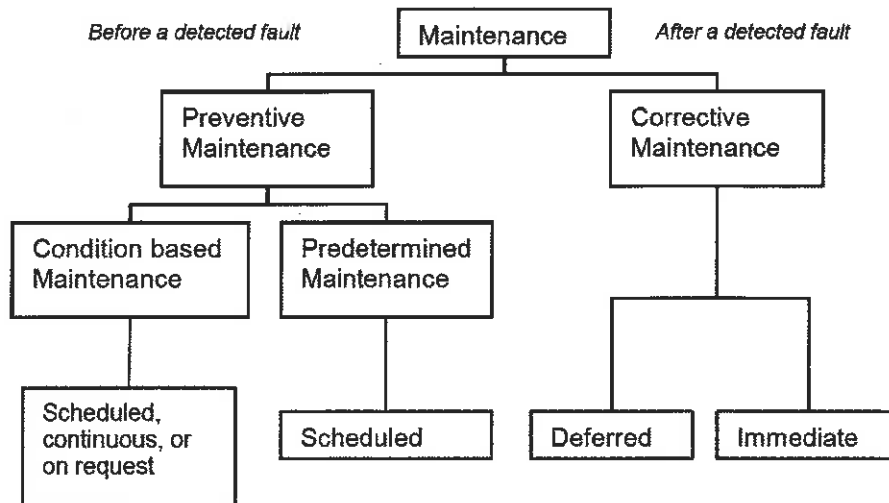 Before a detected fault
Maintenance
After a detected fault
Preventive
Maintenance
Corrective
Maintenance
Condition based
Maintenance
Predetermined
Maintenance
Scheduled,
continuous, or
on request
Scheduled
Deferred
Immediate